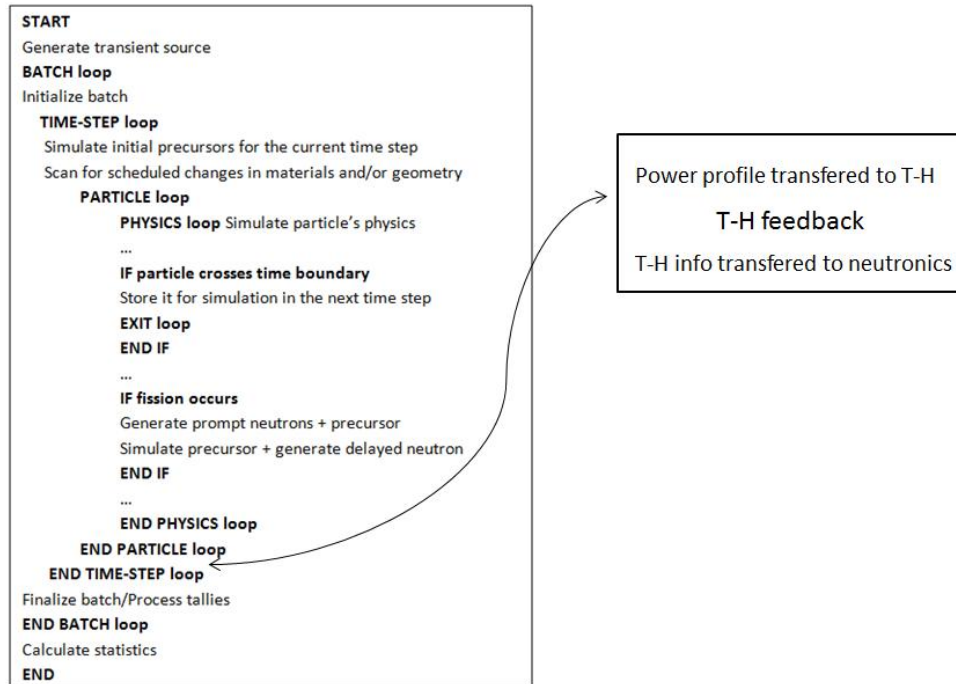 START
Generate transient source
BATCH loop
Initialize batch
TIME-STEP loop
Simulate initial precursors for the current time step
Scan for scheduled changes in materials and/or geometry
PARTICLE loop
PHYSICS loop Simulate particle's physics
...
IF particle crosses time boundary
Store it for simulation in the next time step
EXIT loop
END IF
...
IF fission occurs
Generate prompt neutrons + precursor
Simulate precursor + generate delayed neutron
END IF
...
END PHYSICS loop
END PARTICLE loop
END TIME-STEP loop
Finalize batch/Process tallies
END BATCH loop
Calculate statistics
END
Power profile transfered to T-H
T-H feedback
T-H info transfered to neutronics